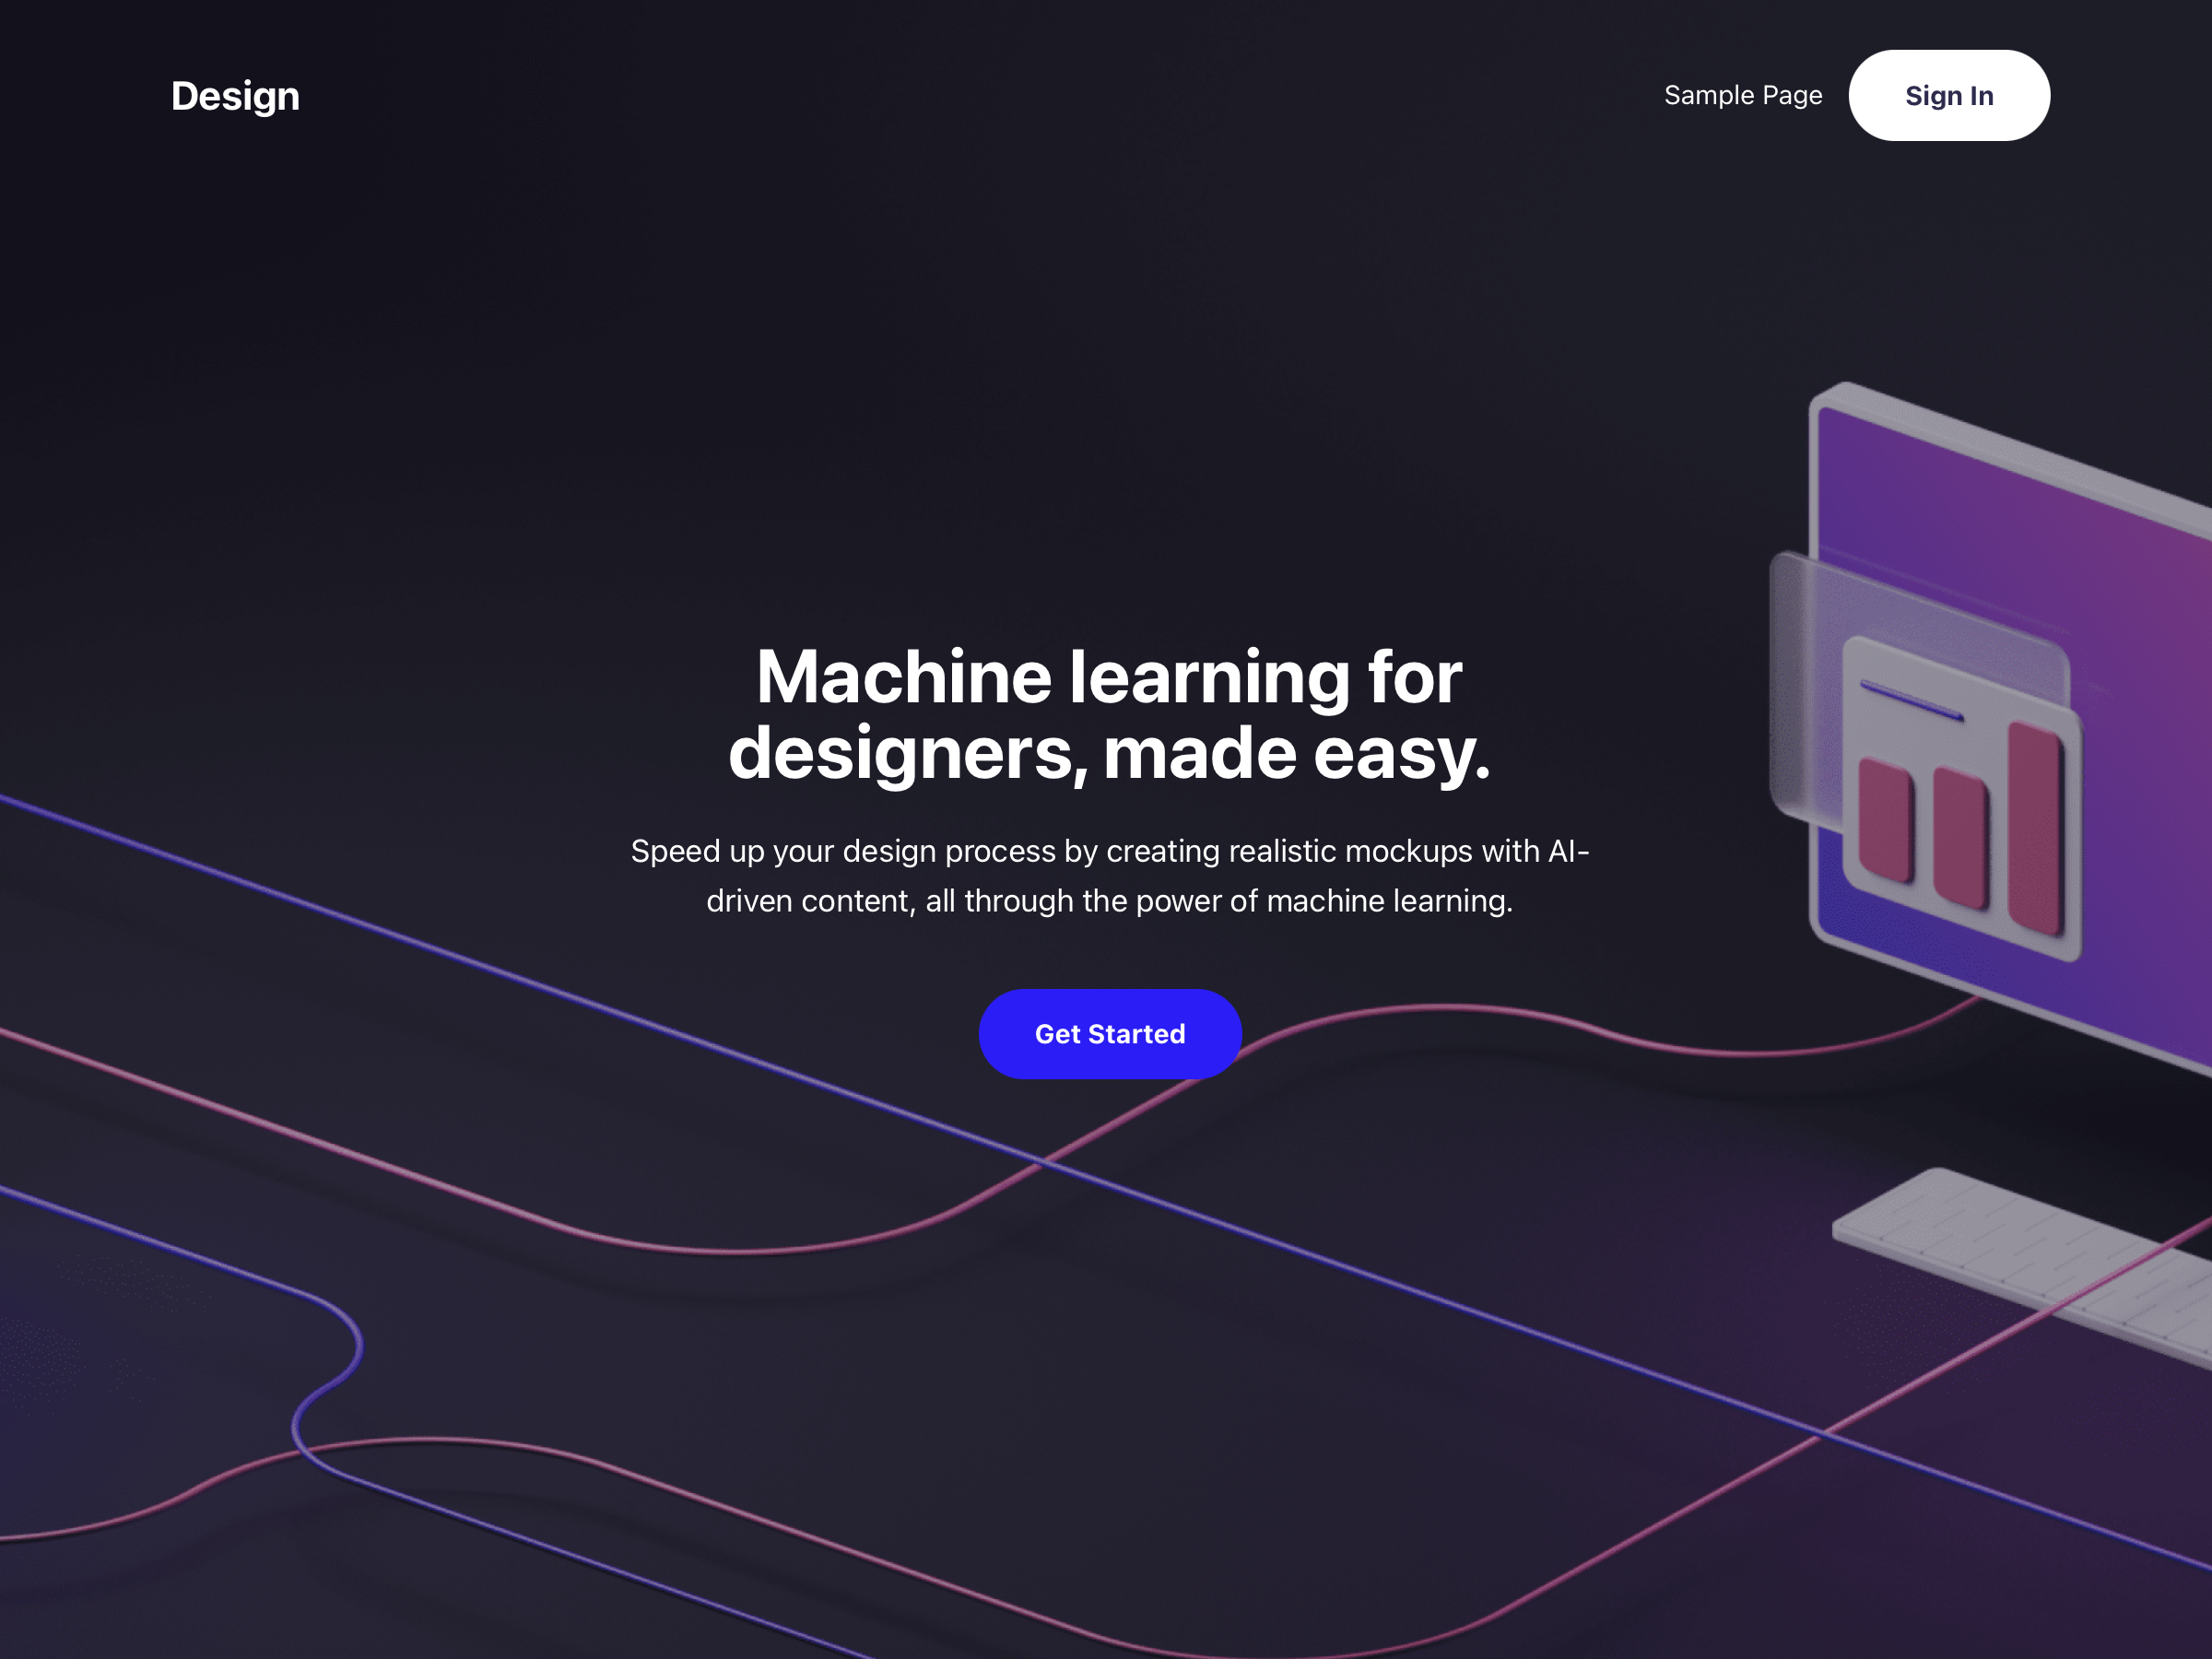 Design
Sample Page
Sign In
Machine learning for
designers, made easy.
Speed up your design process by creating realistic mockups with AI-
driven content, all through the power of machine learning.
Get Started